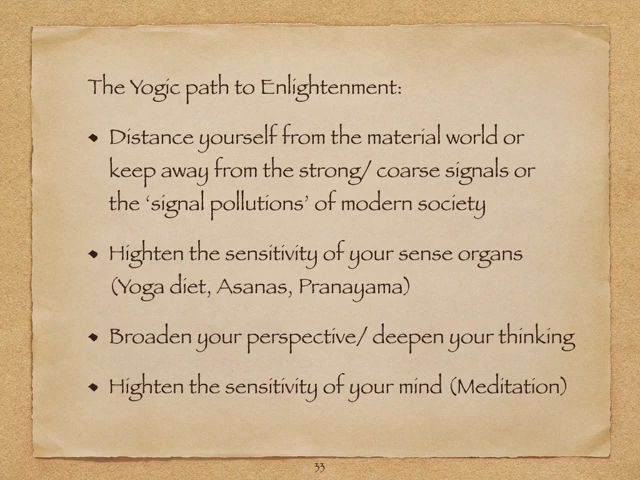 The Yogic path to Enlightenment:
• Distance yourself from the material world or
keep away from the strong/ coarse signals or
the ‘signal pollutions’ of modern society
• Highten the sensitivity of your sense organs
(Yoga diet, Asanas, Pranayama)
• Broaden your perspective/ deepen your thinking
• Highten the sensitivity of your mind (Meditation)
33